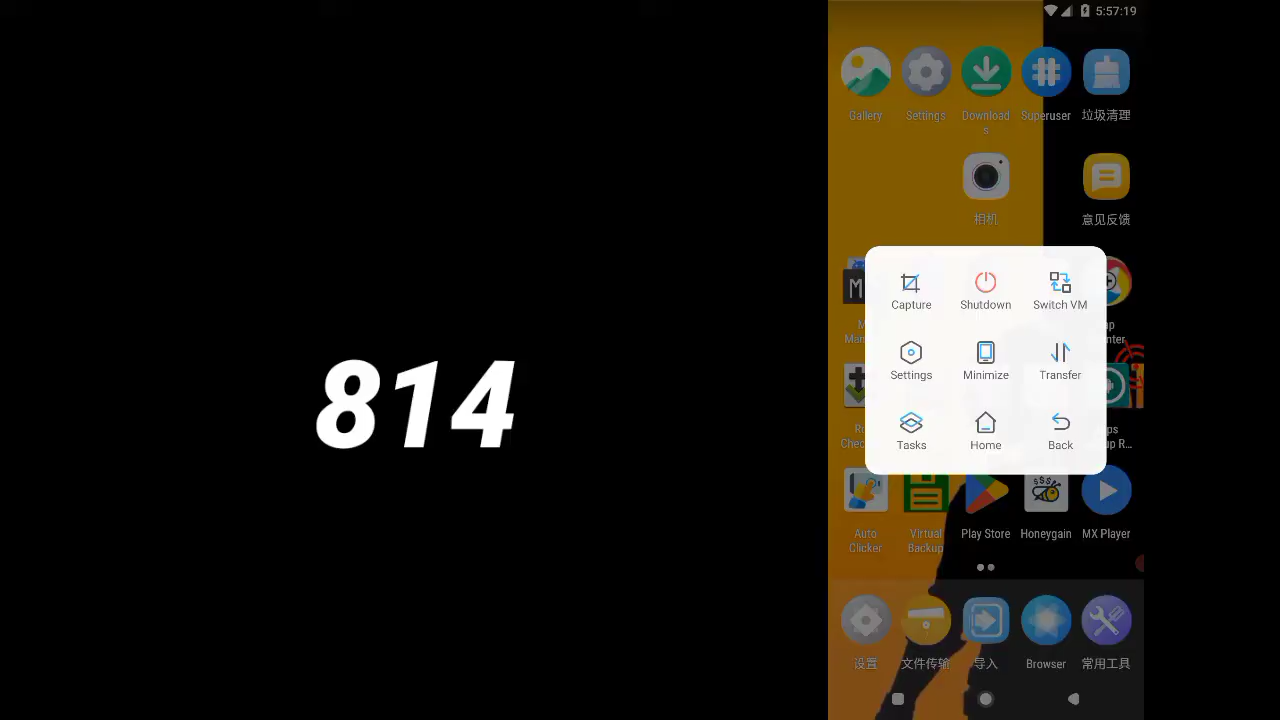 814
5:57:19
Gallery
Settings
Download
s
Superuser
垃圾清理
相机
意见反馈
Capture
Shutdown
Switch VM
Settings
Minimize
Transfer
Tasks
Home
Back
Auto
Clicker
Virtual
Backup
Play Store
Honeygain
MX Player
设置
文件传输
导入
Browser
常用工具